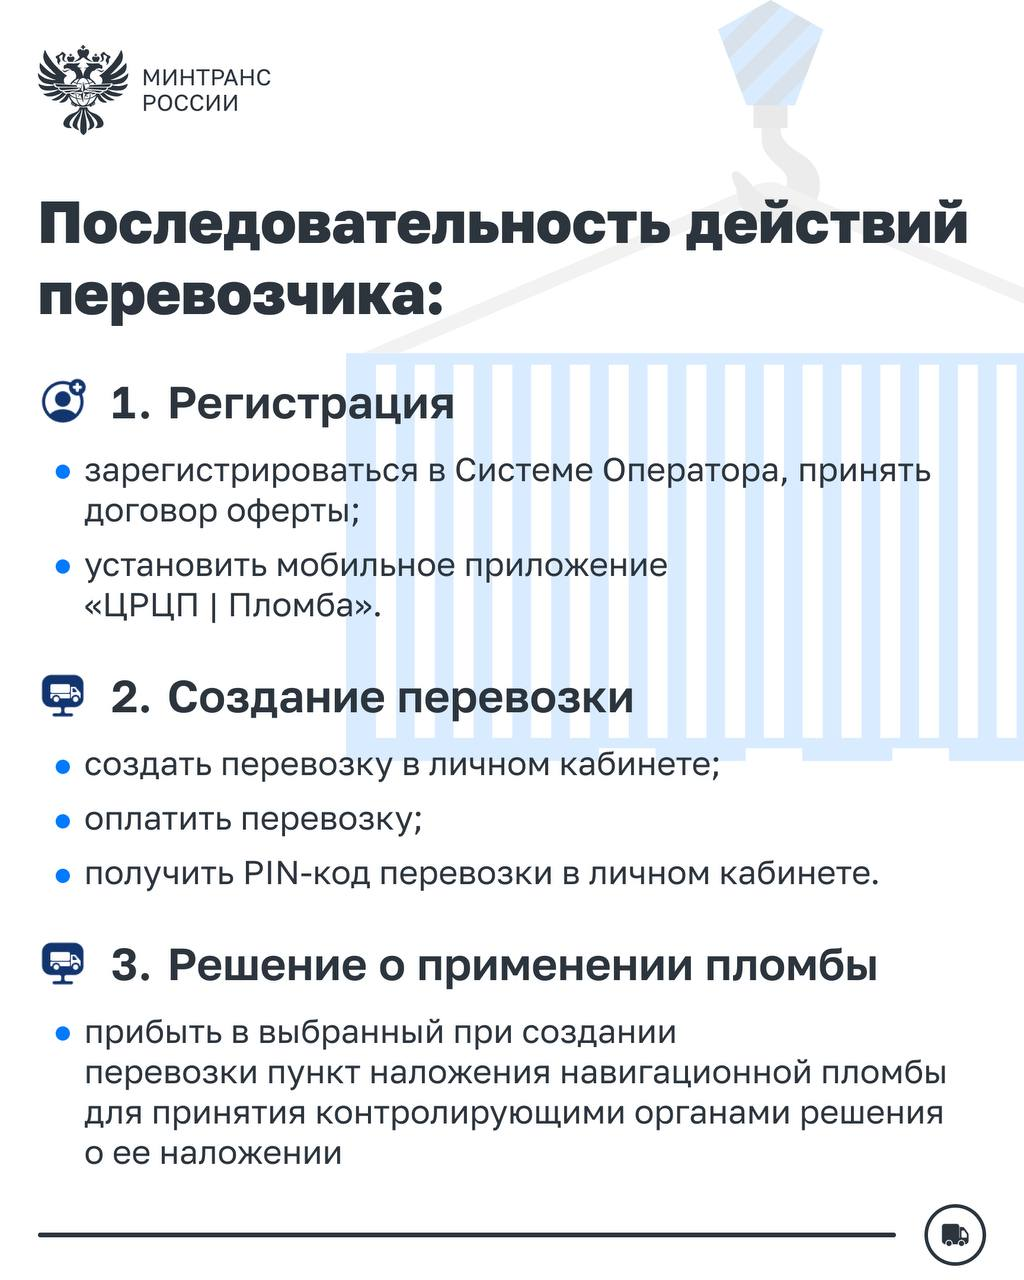 МИНТРАНС
РОССИИ
Последовательность действий
перевозчика:
1. Регистрация
• зарегистрироваться в Системе Оператора, принять
договор оферты;
• установить мобильное приложение
«ЦРЦП | Пломба».
2. Создание перевозки
• создать перевозку в личном кабинете;
• оплатить перевозку;
• получить PIN-код перевозки в личном кабинете.
3. Решение о применении пломбы
• прибыть в выбранный при создании
перевозки пункт наложения навигационной пломбы
для принятия контролирующими органами решения
о ее наложении